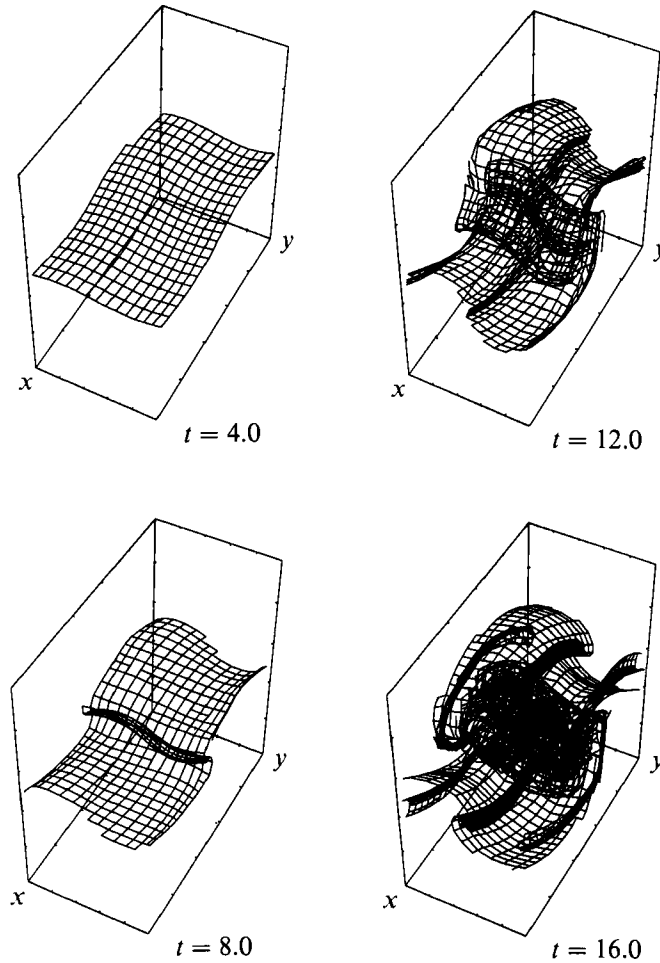 y
x
t = 4.0
y
x
t = 12.0
y
x
t = 8.0
y
x
t = 16.0